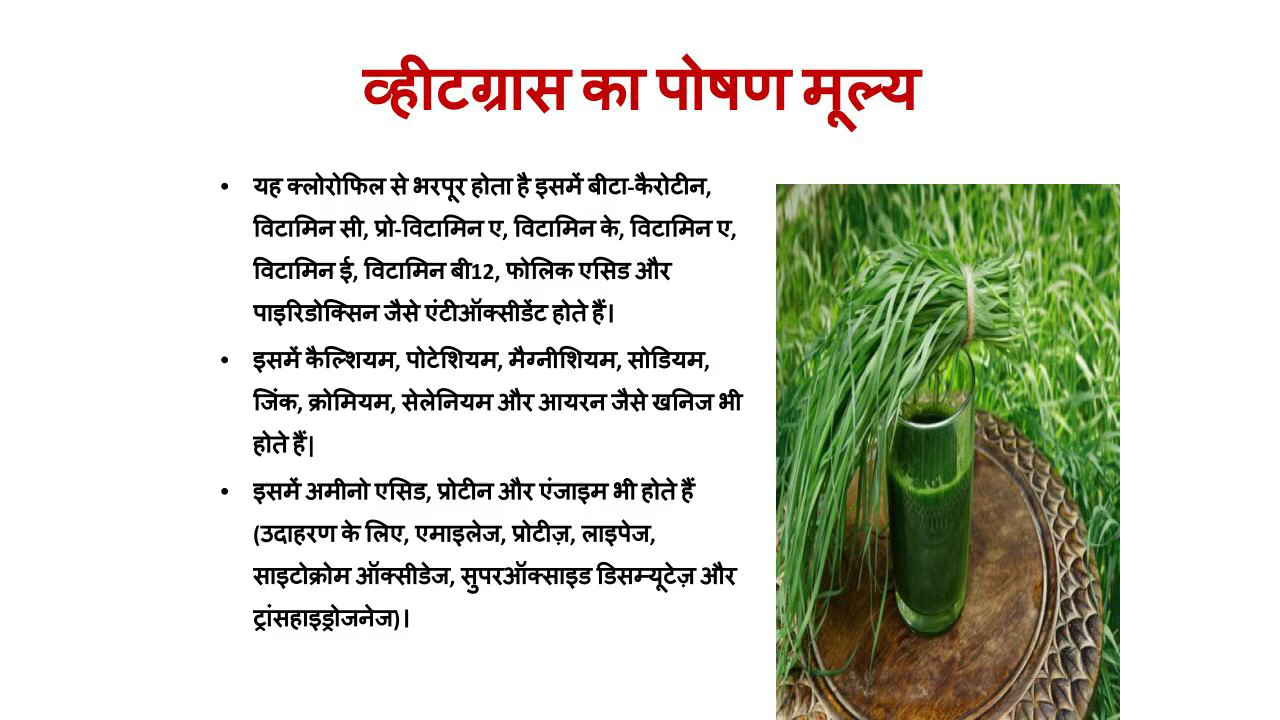 व्हीटग्रास का पोषण मूल्य
• यह क्लोरोफिल से भरपूर होता है इसमें बीटा-कैरोटीन,
विटामिन सी, प्रो-विटामिन ए, विटामिन के, विटामिन ए,
विटामिन ई, विटामिन बी12, फोलिक एसिड और
पाइरिडोक्सिन जैसे एंटीऑक्सीडेंट होते हैं।
• इसमें कैल्शियम, पोटेशियम, मैग्नीशियम, सोडियम,
जिंक, क्रोमियम, सेलेनियम और आयरन जैसे खनिज भी
होते हैं|
• इसमें अमीनो एसिड, प्रोटीन और एंजाइम भी होते हैं
(उदाहरण के लिए, एमाइलेज, प्रोटीज़, लाइपेज,
साइटोक्रोम ऑक्सीडेज, सुपरऑक्साइड डिसम्यूटेज़ और
ट्रांसहाइड्रोजनेज)।